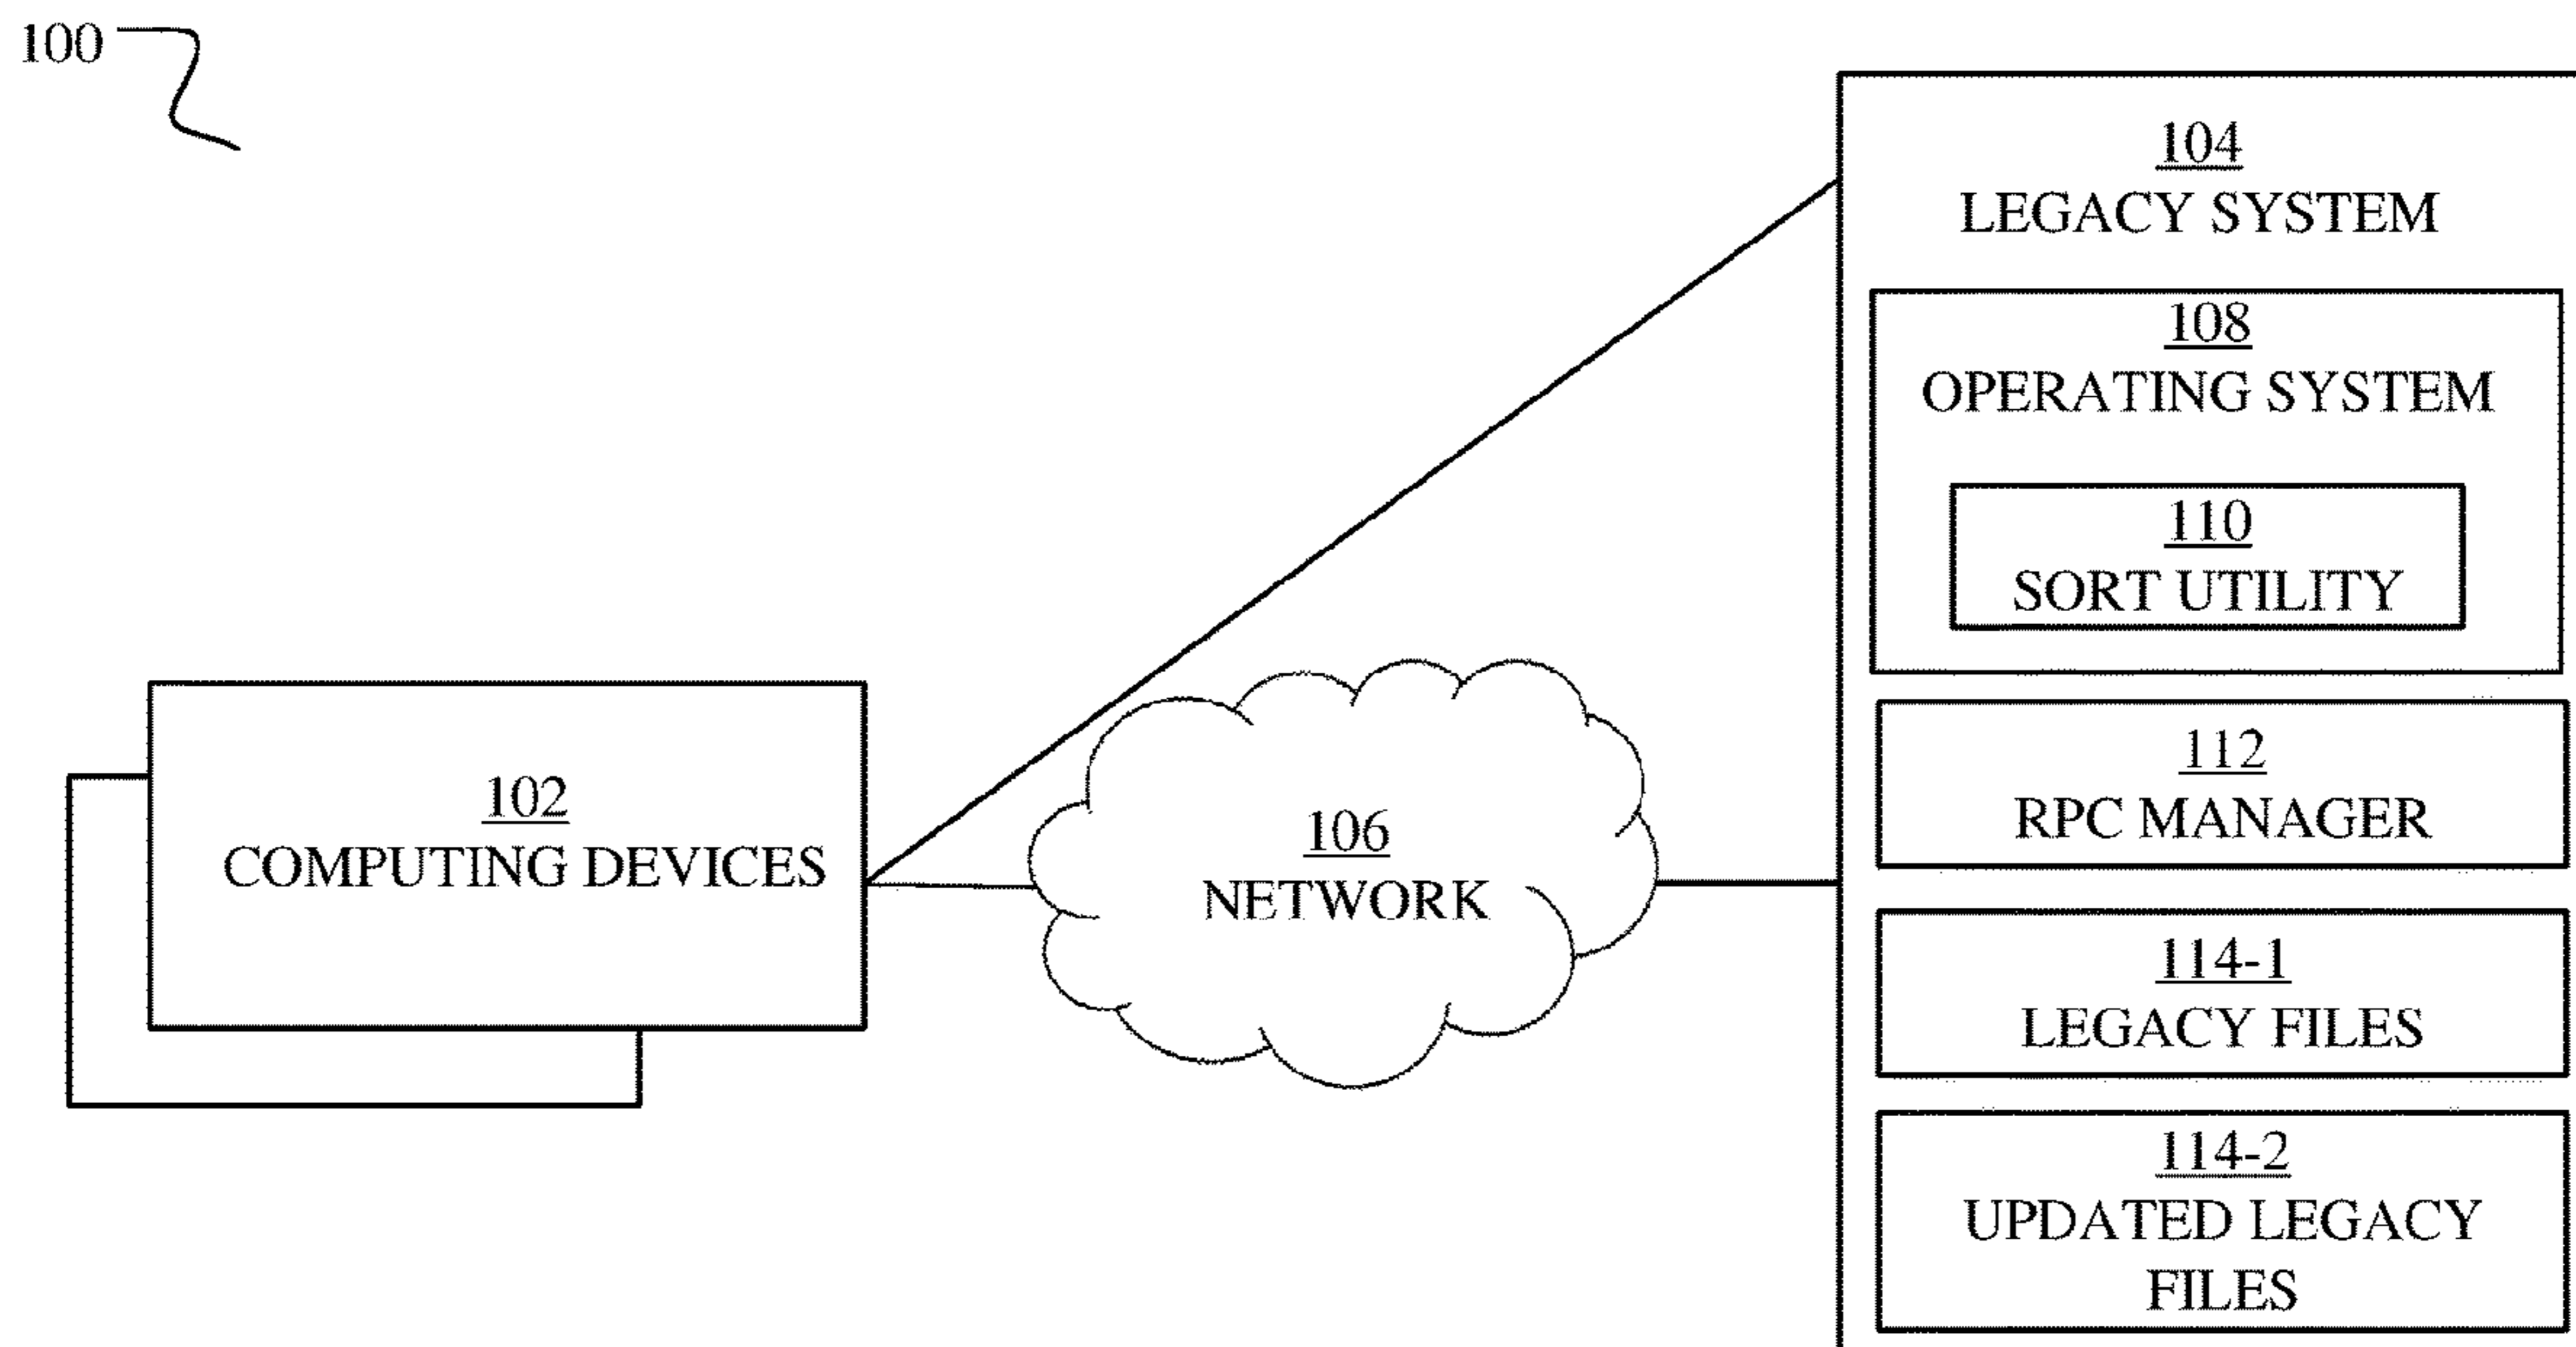 100
104
LEGACY SYSTEM
108
OPERATING SYSTEM
110
SORT UTILITY
112
RPC MANAGER
102
COMPUTING DEVICES
106
NETWORK
114-1
LEGACY FILES
114-2
UPDATED LEGACY
FILES